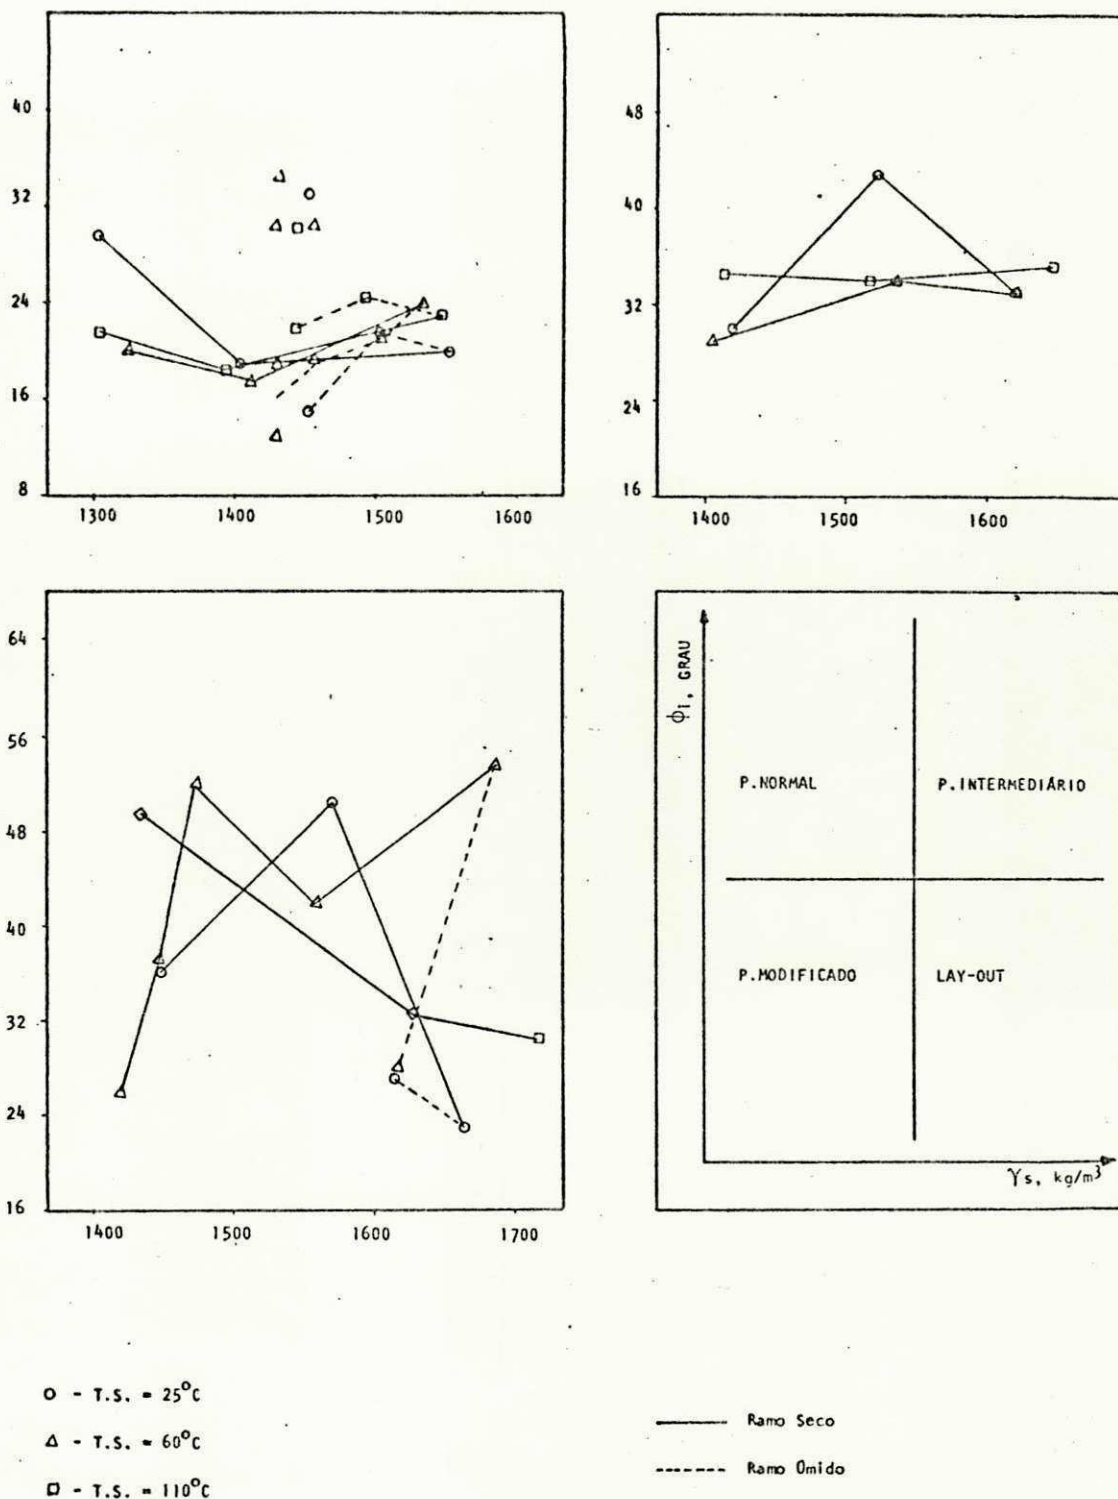 40
32
24
16
8
1300 1400 1500 1600
48
40
32
24
16
1400 1500 1600
64
56
48
40
32
24
16
1400 1500 1600 1700
ϕi, GRAU
P.NORMAL P.INTERMEDIÁRIO
P.MODIFICADO LAY-OUT
γs, kg/m³
O - T.S. = 25°C
Δ - T.S. = 60°C
□ - T.S. = 110°C
Ramo Seco
Ramo Úmido